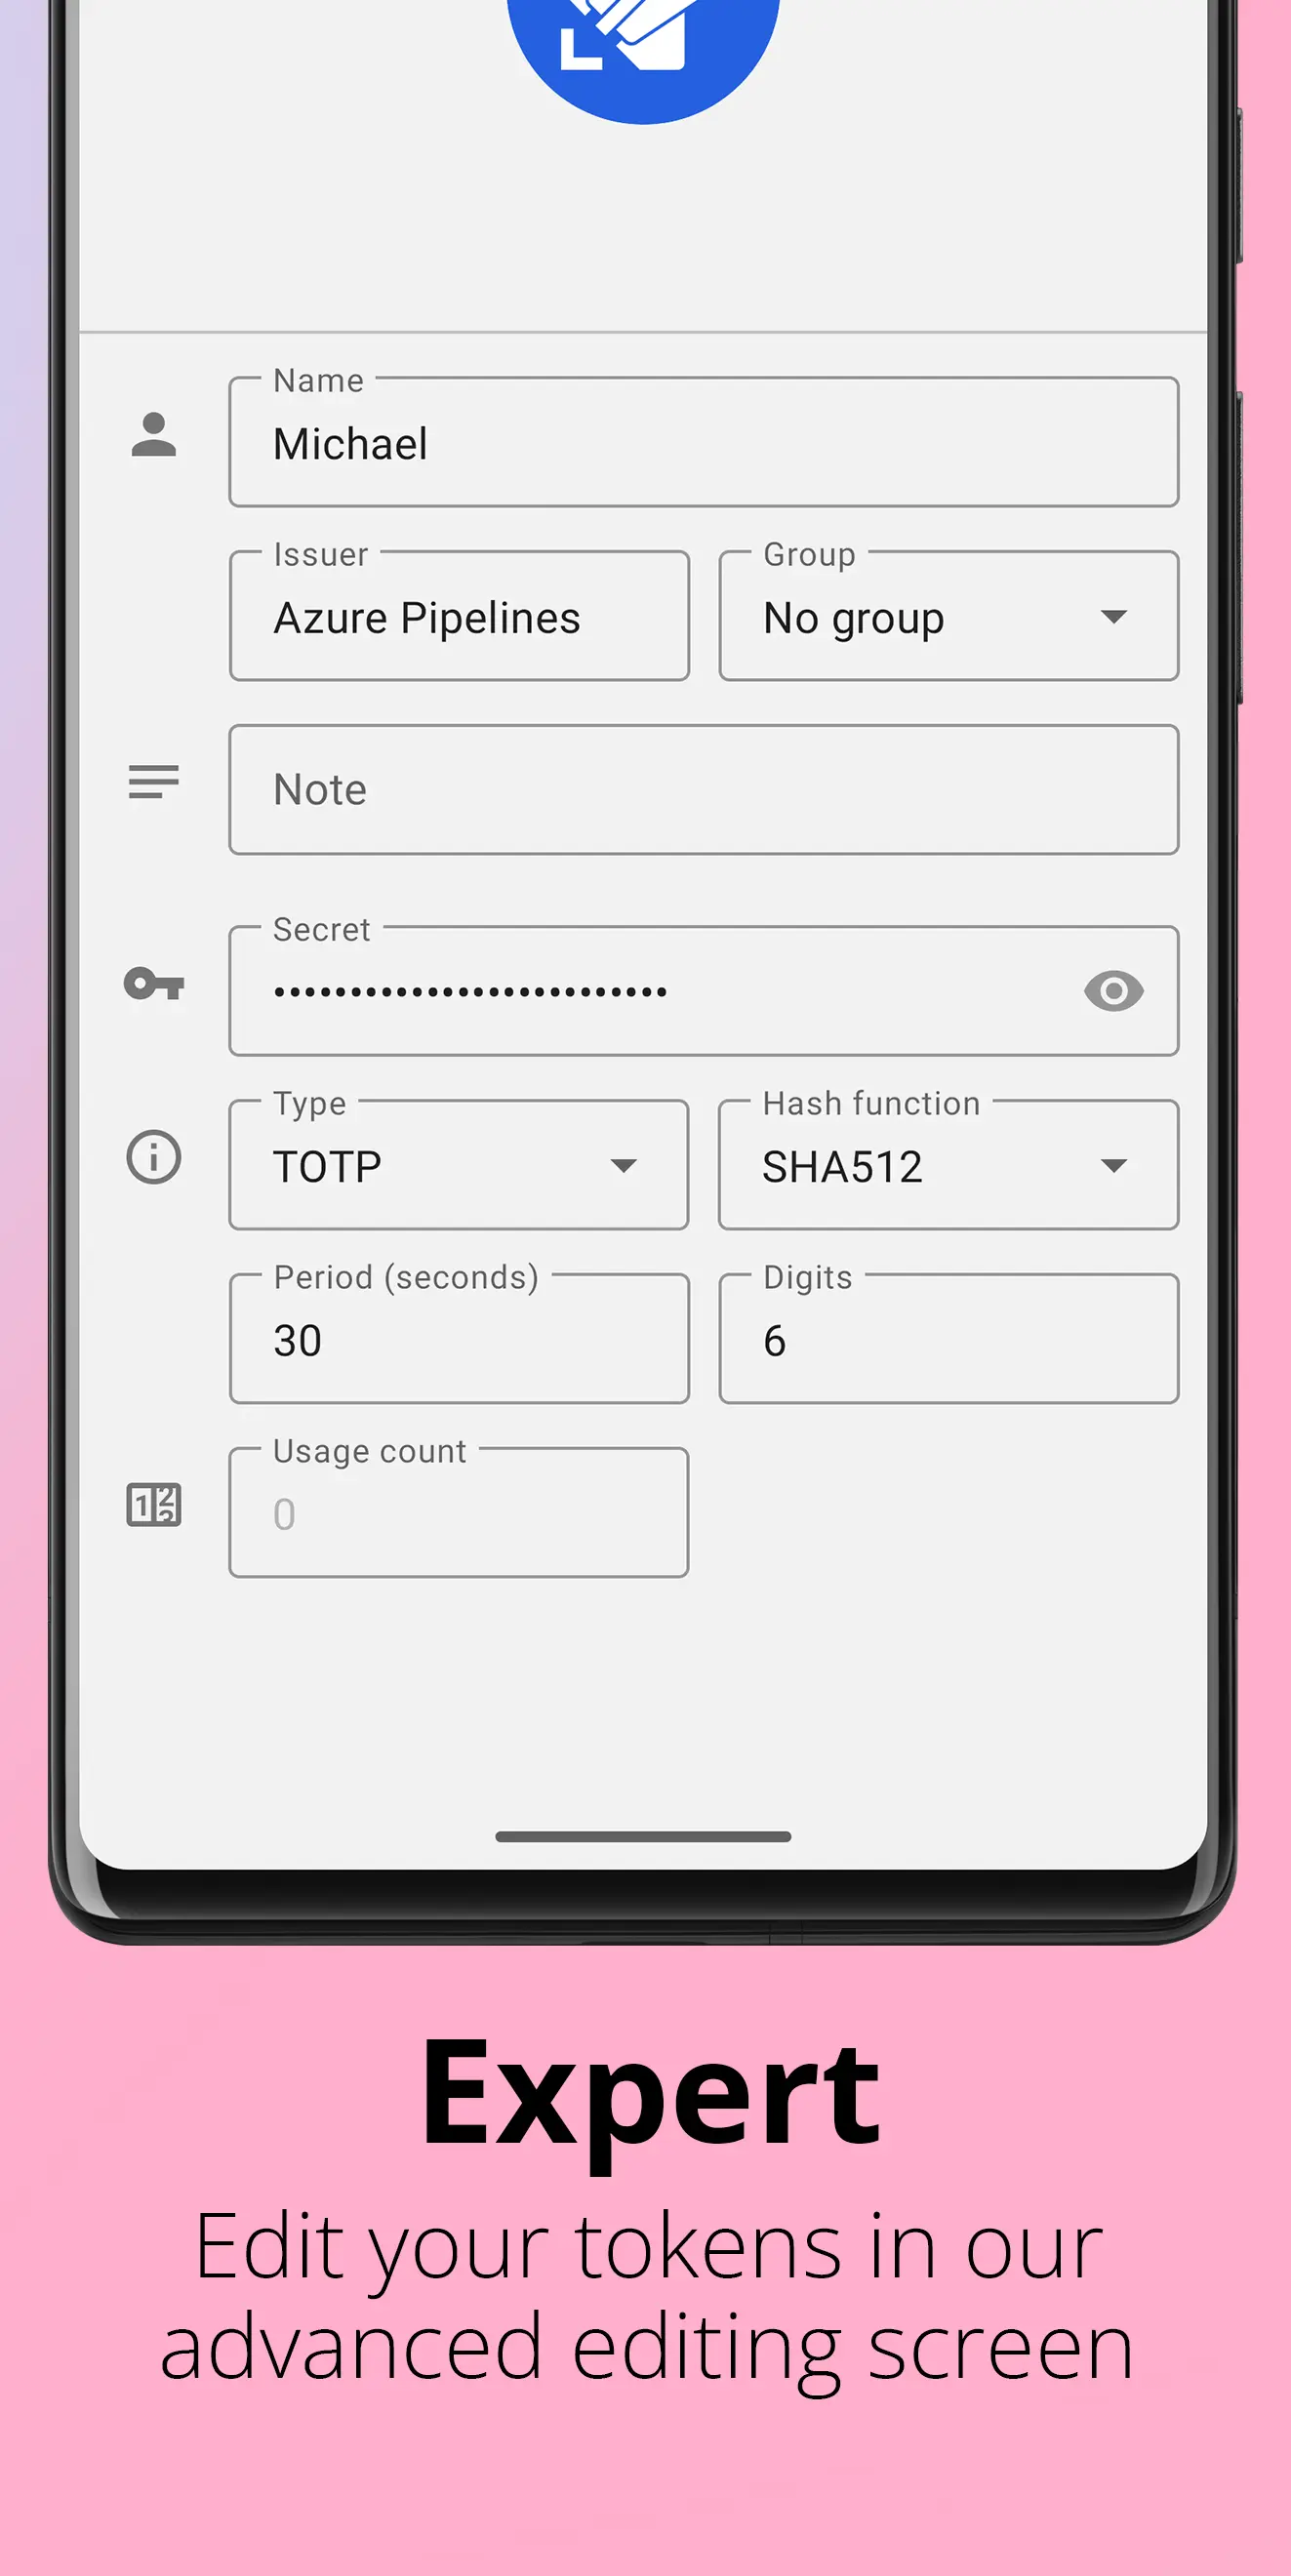 Name
Michael
Issuer
Azure Pipelines
Group
No group
Note
Secret
••••••••••••••••••••••••••
Type
TOTP
Hash function
SHA512
Period (seconds)
30
Digits
6
Usage count
0
Expert
Edit your tokens in our
advanced editing screen